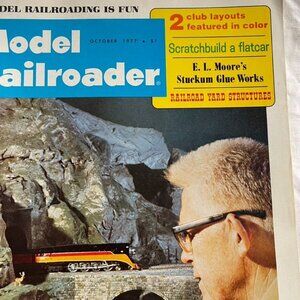 DEL RAILROADING IS FUN
Model
Railroader
OCTOBER 1977 • $1
2 club layouts
featured in color
Scratchbuild a flatcar
E. L. Moore's
Stuckum Glue Works
RAILROAD YARD STRUCTURES